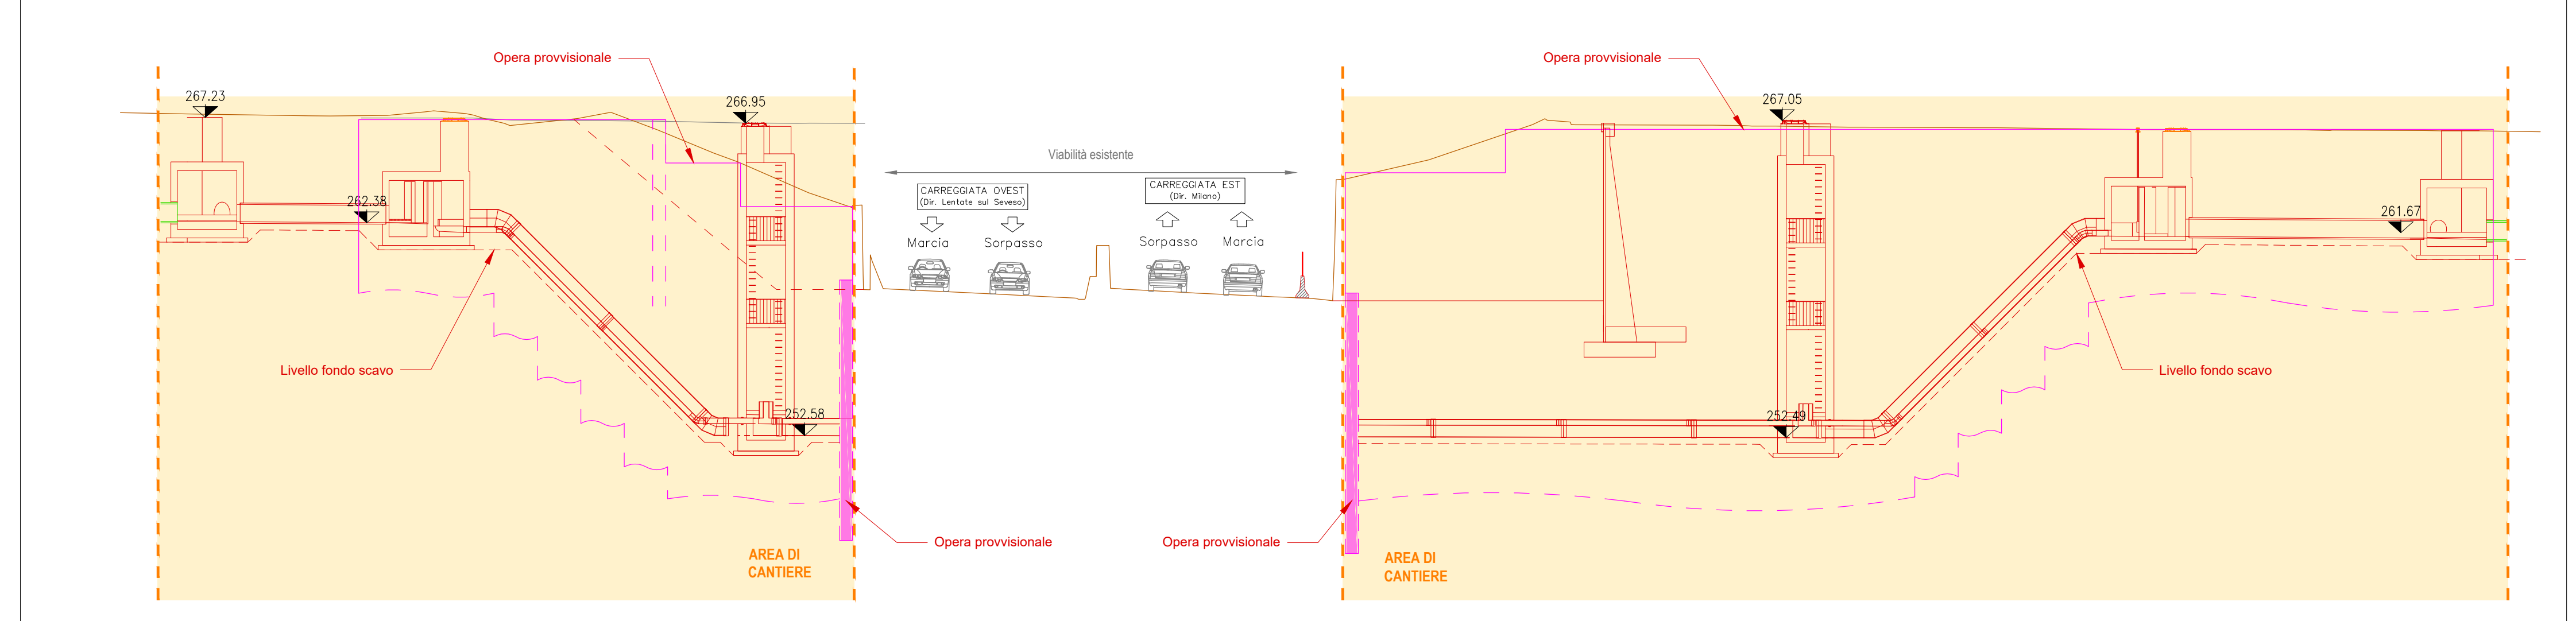 Opera provvisionale
Opera provvisionale
267.23
266.95
267.05
Viabilità esistente
CARREGGIATA OVEST
(Dir. Lentate sul Seveso)
CARREGGIATA EST
(Dir. Milano)
262.38
261.67
Marcia
Sorpasso
Sorpasso
Marcia
Livello fondo scavo
Livello fondo scavo
252.58
252.49
Opera provvisionale
Opera provvisionale
AREA DI
CANTIERE
AREA DI
CANTIERE